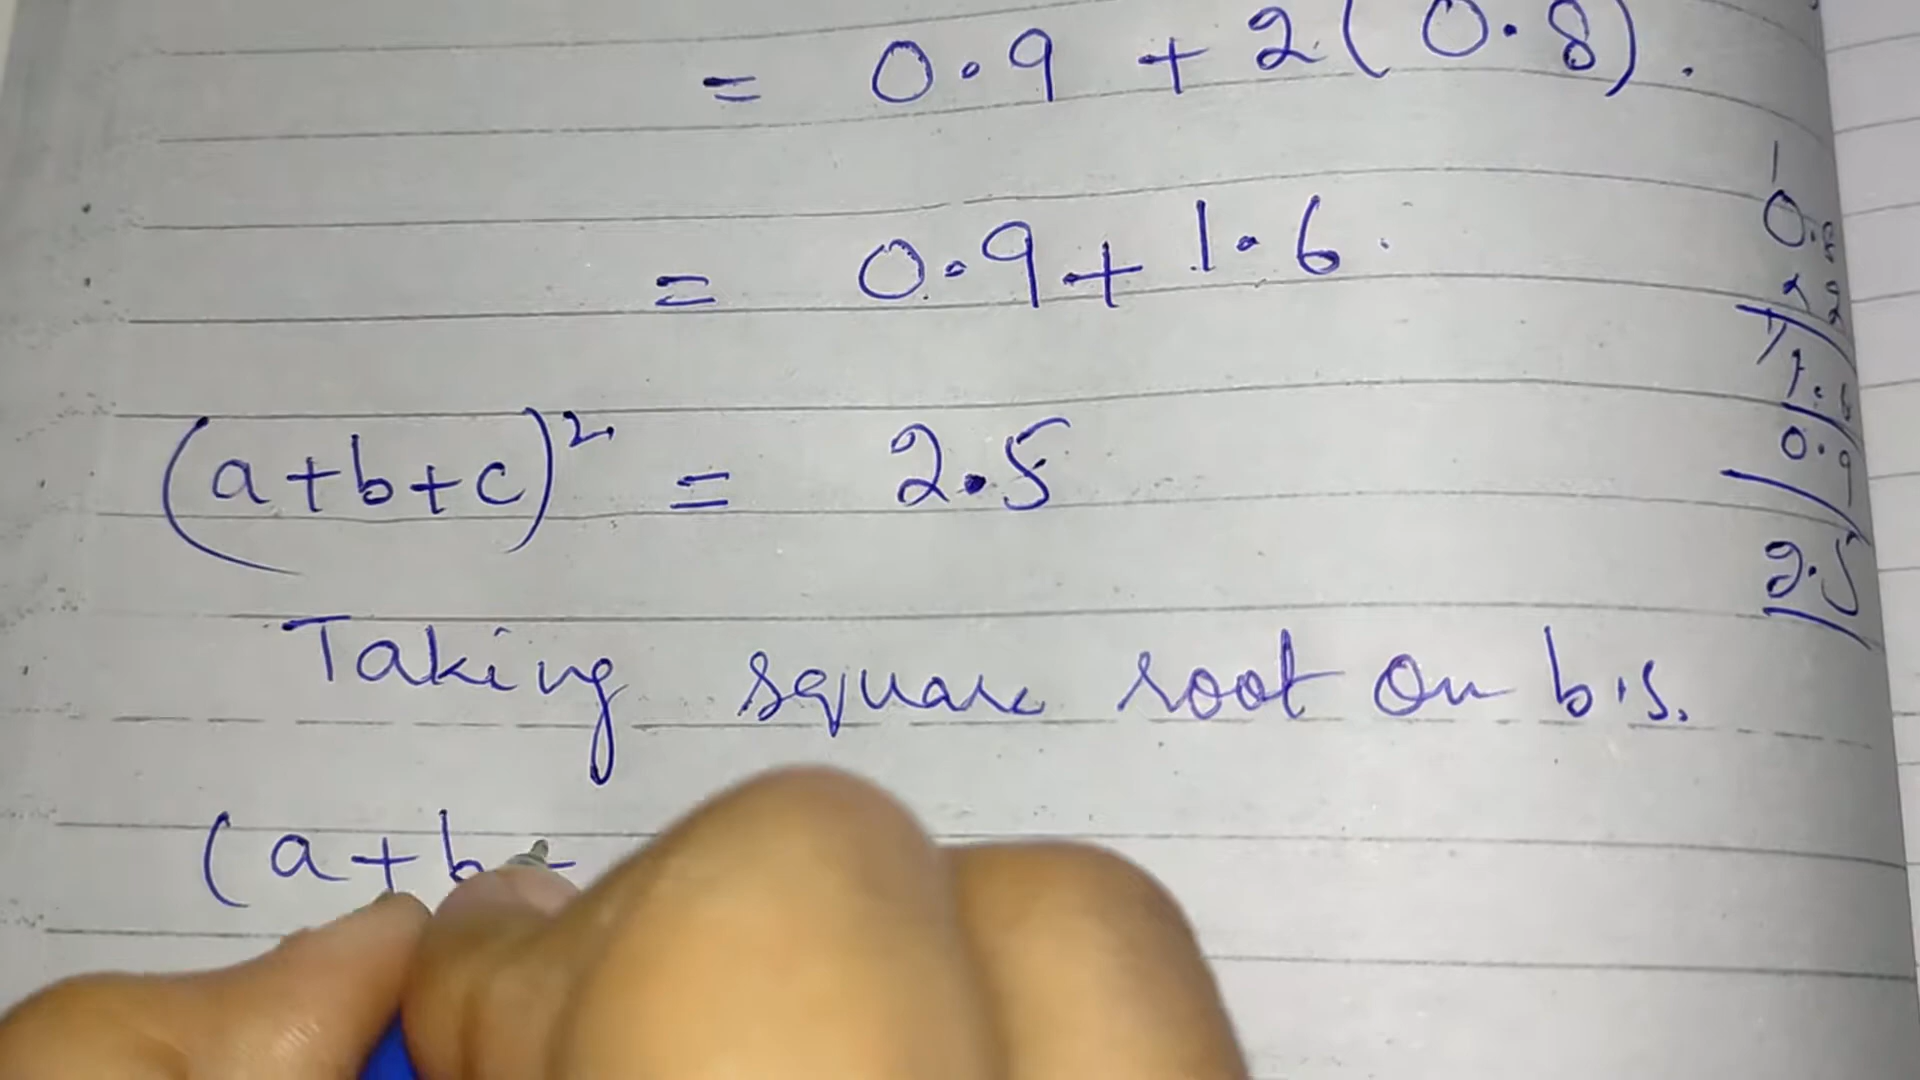 = 0.9 + 2(0.8).
= 0.9 + 1.6.
(a+b+c)² = 2.5
Taking square root on b.s.
(a+b+
0.8
2
1.6
0.9
2.5